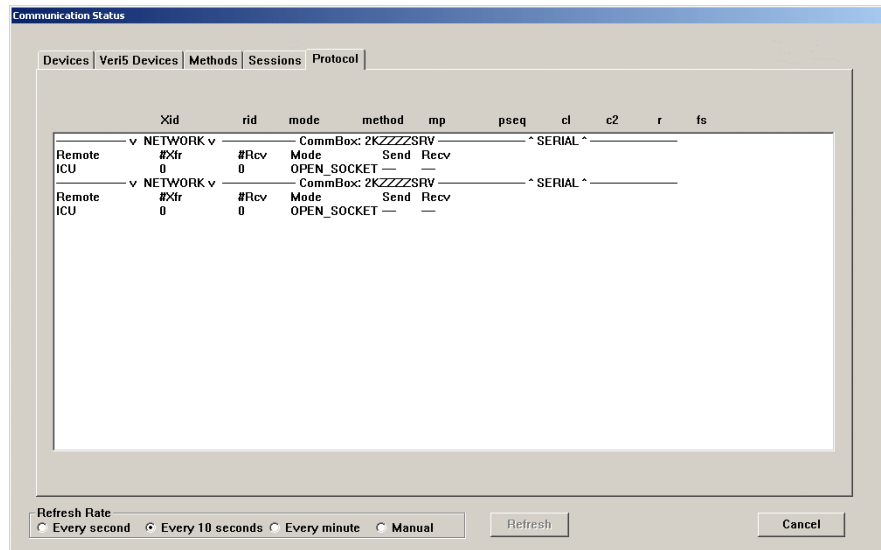 Communication Status
Devices Veri5 Devices Methods Sessions Protocol
Xid rid mode method mp pseq cl c2 r fs
v NETWORK v CommBox: 2KZZZZSRV ^ SERIAL ^
Remote #Xfr #Rcv Mode Send Recv
ICU 0 0 OPEN_SOCKET — —
v NETWORK v CommBox: 2KZZZZSRV ^ SERIAL ^
Remote #Xfr #Rcv Mode Send Recv
ICU 0 0 OPEN_SOCKET — —
Refresh Rate
Every second Every 10 seconds Every minute Manual Refresh Cancel